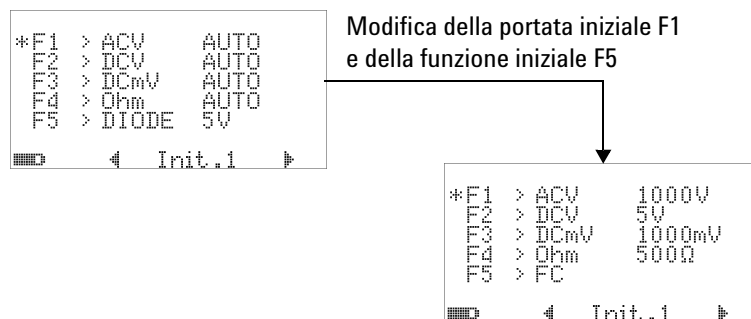 Modifica della portata iniziale F1
e della funzione iniziale F5
*F1 > ACV AUTO
F2 > DCV AUTO
F3 > DCmV AUTO
F4 > Ohm AUTO
F5 > DIODE 5V
Init.1
*F1 > ACV 1000V
F2 > DCV 5V
F3 > DCmV 1000mV
F4 > Ohm 500Ω
F5 > FC
Init.1